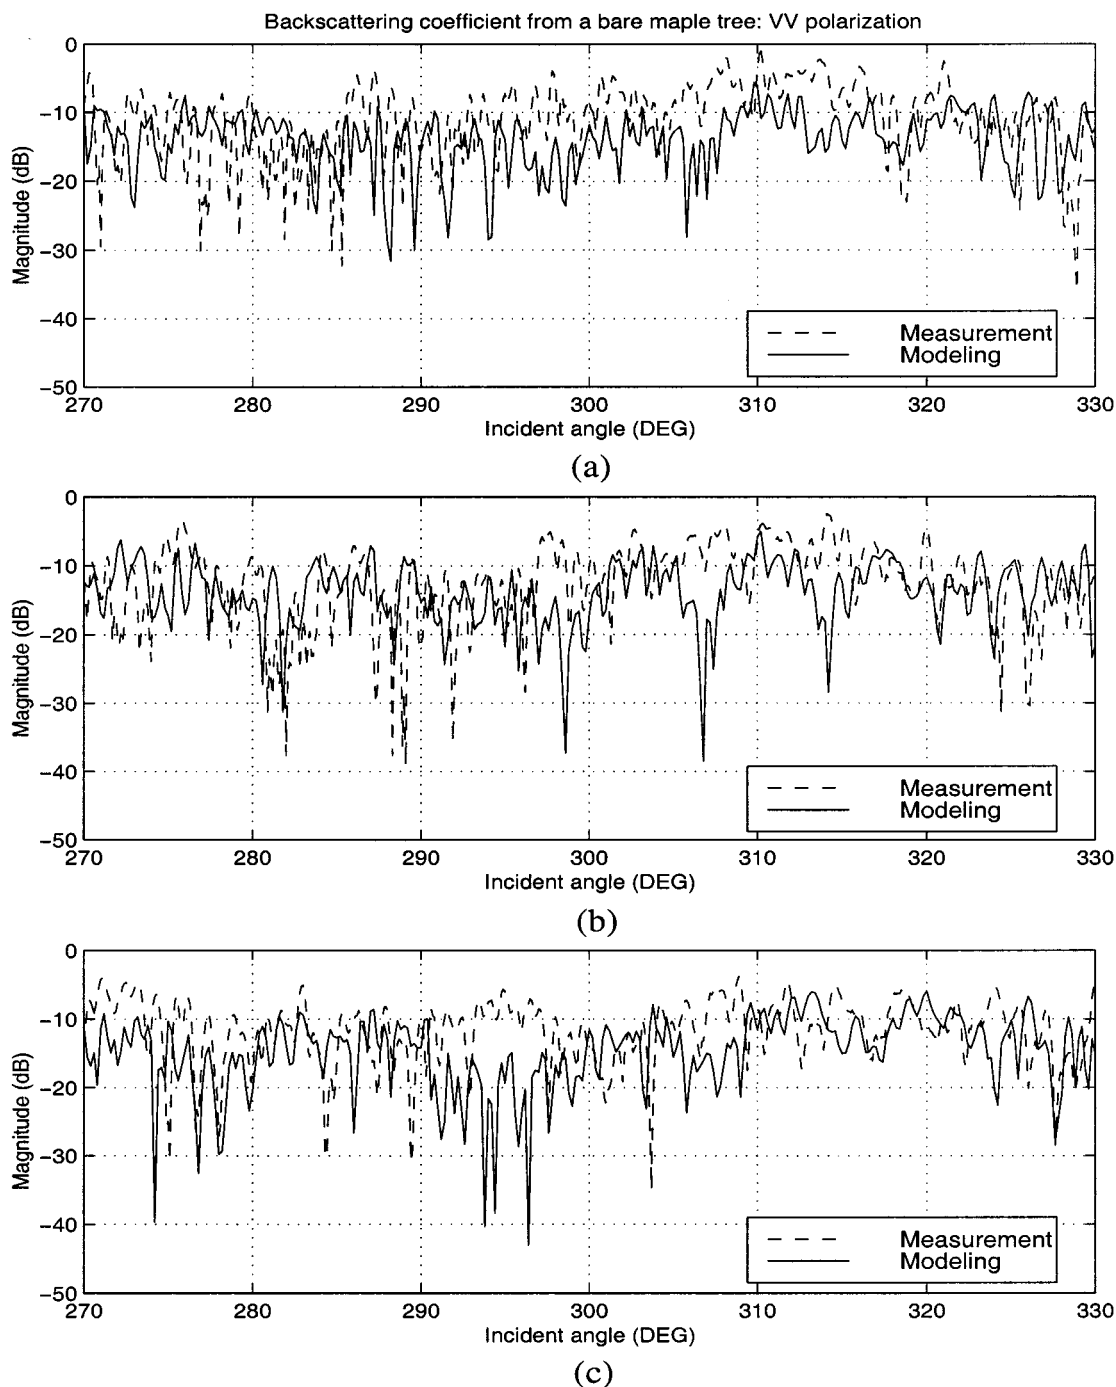 Backscattering coefficient from a bare maple tree: VV polarization
0
−10
−20
−30
−40
−50
Magnitude (dB)
270 280 290 300 310 320 330
Incident angle (DEG)
Measurement
Modeling
(a)
0
−10
−20
−30
−40
−50
Magnitude (dB)
270 280 290 300 310 320 330
Incident angle (DEG)
Measurement
Modeling
(b)
0
−10
−20
−30
−40
−50
Magnitude (dB)
270 280 290 300 310 320 330
Incident angle (DEG)
Measurement
Modeling
(c)